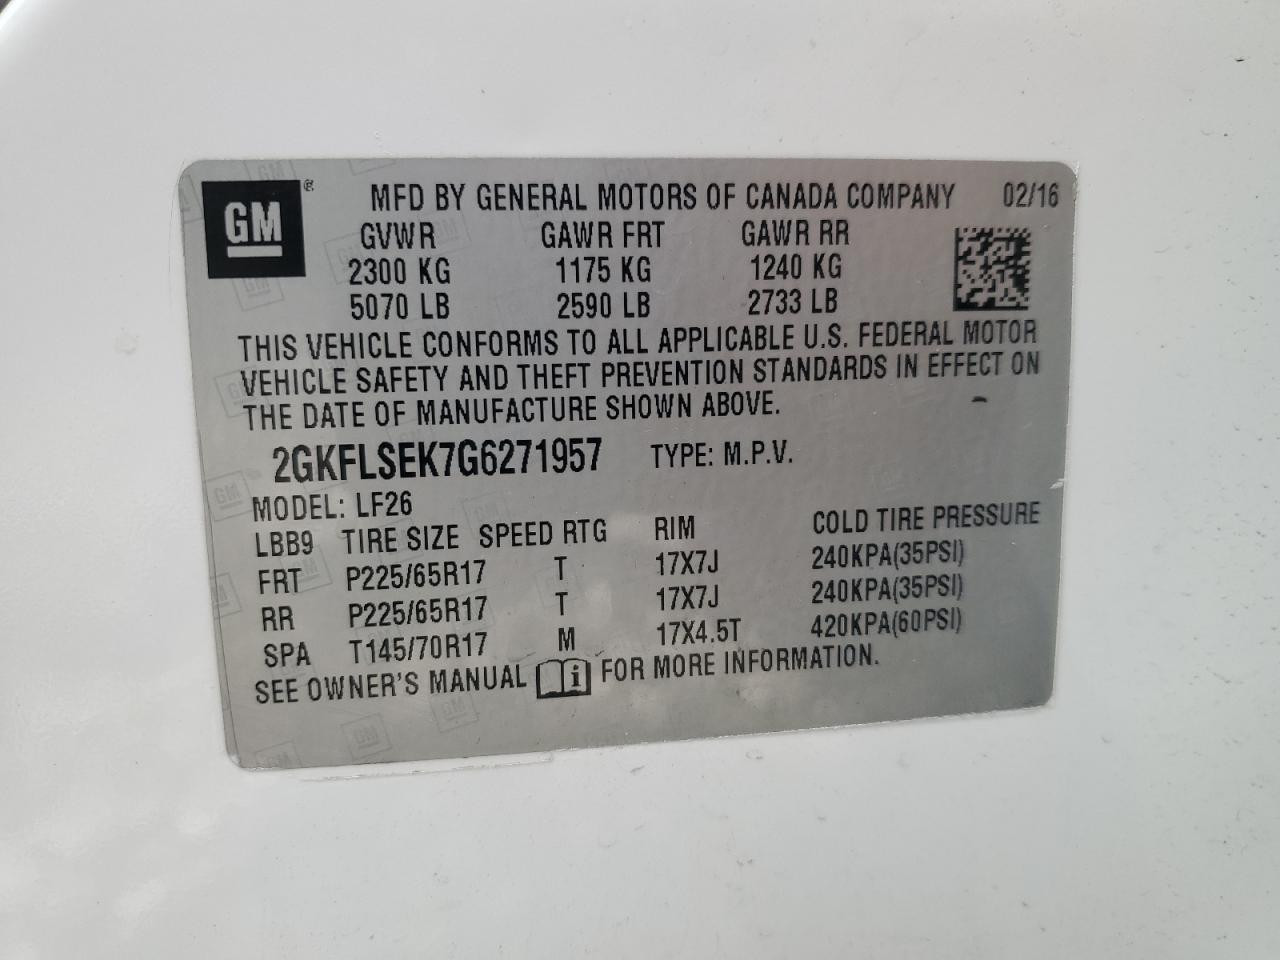 GM ® MFD BY GENERAL MOTORS OF CANADA COMPANY 02/16
GVWR GAWR FRT GAWR RR
2300 KG 1175 KG 1240 KG
5070 LB 2590 LB 2733 LB
THIS VEHICLE CONFORMS TO ALL APPLICABLE U.S. FEDERAL MOTOR
VEHICLE SAFETY AND THEFT PREVENTION STANDARDS IN EFFECT ON
THE DATE OF MANUFACTURE SHOWN ABOVE.
2GKFLSEK7G6271957 TYPE: M.P.V.
MODEL: LF26
LBB9 TIRE SIZE SPEED RTG RIM COLD TIRE PRESSURE
FRT P225/65R17 T 17X7J 240KPA(35PSI)
RR P225/65R17 T 17X7J 240KPA(35PSI)
SPA T145/70R17 M 17X4.5T 420KPA(60PSI)
SEE OWNER'S MANUAL i FOR MORE INFORMATION.